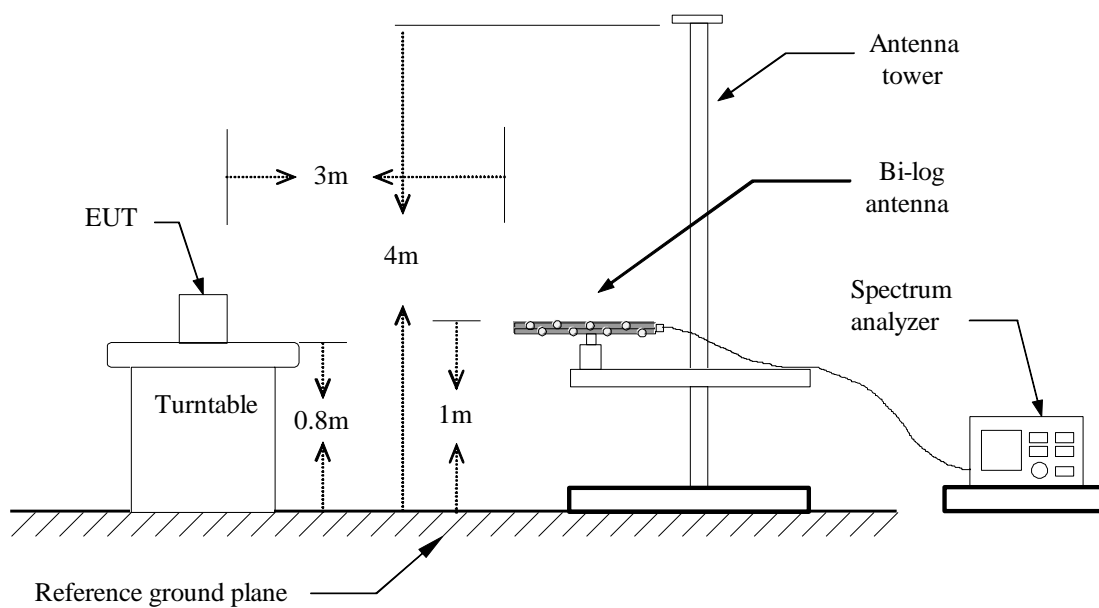 Antenna
tower
3m
Bi-log
antenna
EUT
4m
Spectrum
analyzer
Turntable
0.8m
1m
Reference ground plane